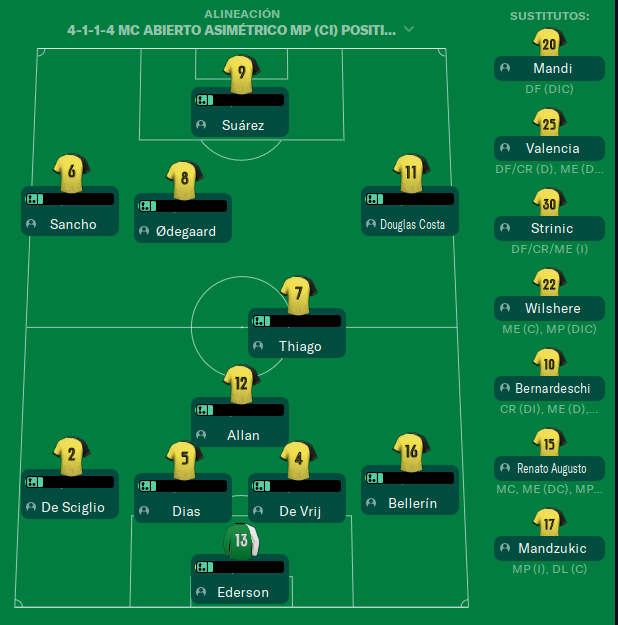 ALINEACIÓN
4-1-1-4 MC ABIERTO ASIMÉTRICO MP (CI) POSITI...
9
Suárez
6
Sancho
8
Ødegaard
11
Douglas Costa
7
Thiago
12
Allan
2
De Sciglio
5
Dias
4
De Vrij
16
Bellerín
13
Ederson
SUSTITUTOS:
20
Mandi
DF (DIC)
25
Valencia
DF/CR (D), ME (D...
30
Strinic
DF/CR/ME (I)
22
Wilshere
ME (C), MP (DIC)
10
Bernardeschi
CR (DI), ME (D),...
15
Renato Augusto
MC, ME (DC), MP...
17
Mandzukic
MP (I), DL (C)